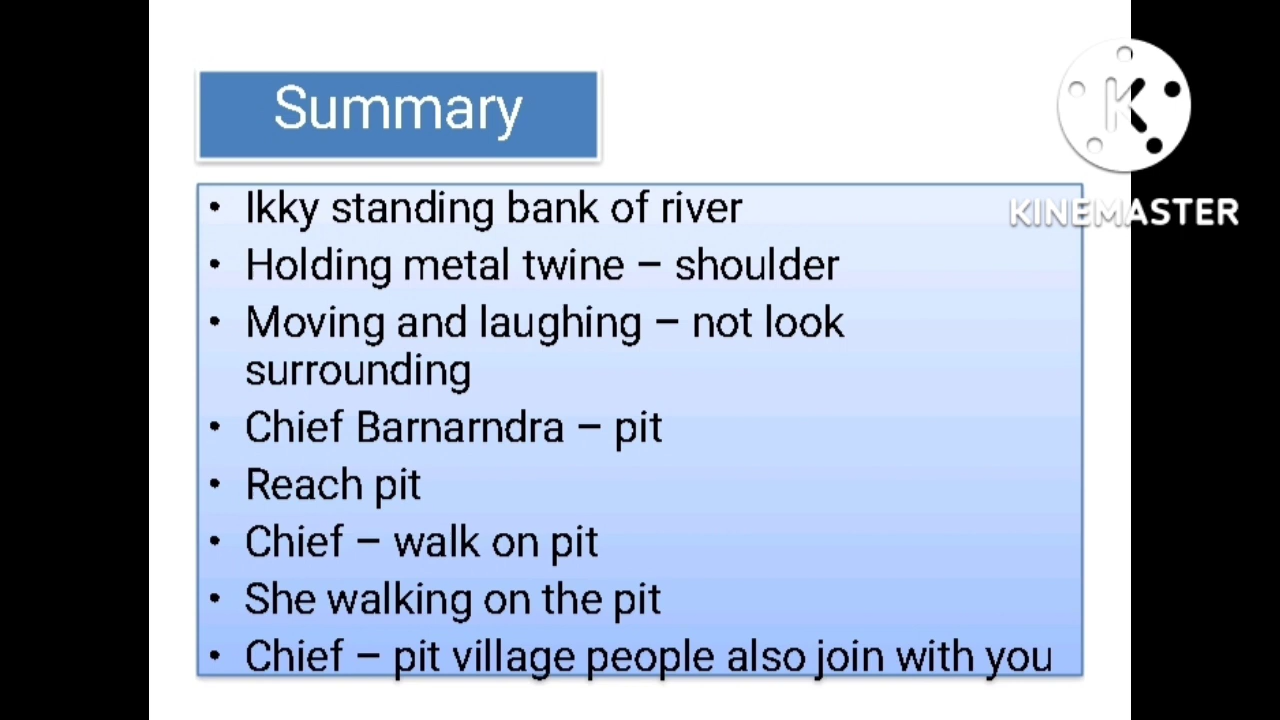 Summary
• Ikky standing bank of river
• Holding metal twine – shoulder
• Moving and laughing – not look
surrounding
• Chief Barnarndra – pit
• Reach pit
• Chief – walk on pit
• She walking on the pit
• Chief – pit village people also join with you
K
KINEMASTER